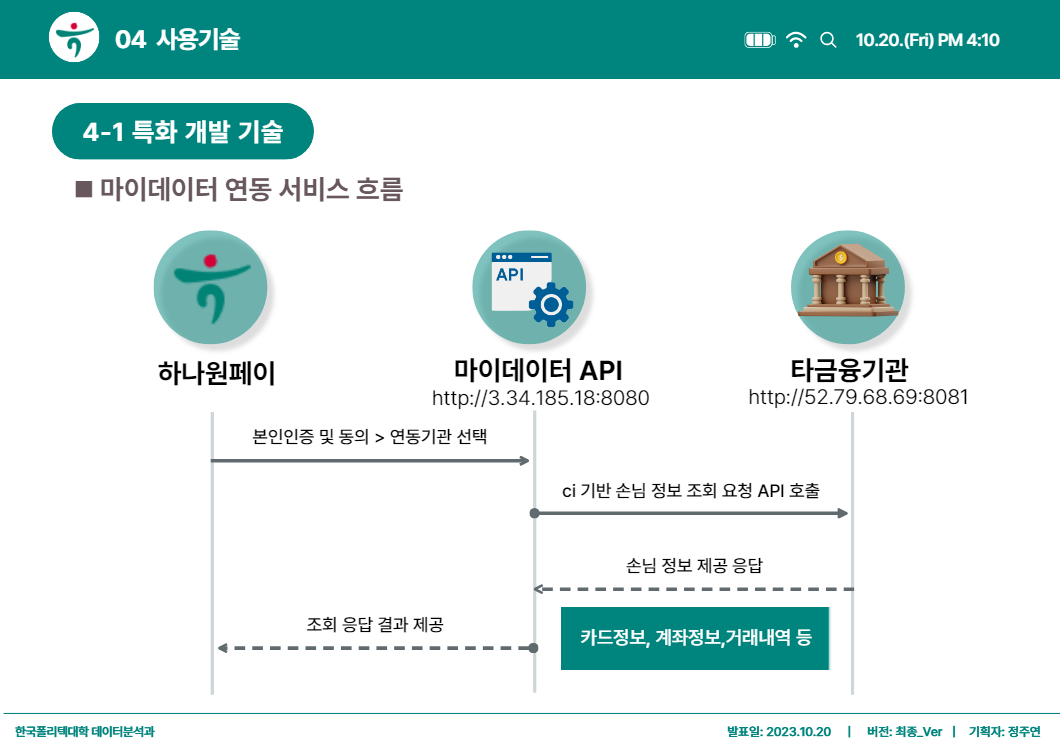 04 사용기술
10.20.(Fri) PM 4:10
4-1 특화 개발 기술
■ 마이데이터 연동 서비스 흐름
API
하나원페이
마이데이터 API
http://3.34.185.18:8080
타금융기관
http://52.79.68.69:8081
본인인증 및 동의 > 연동기관 선택
ci 기반 손님 정보 조회 요청 API 호출
손님 정보 제공 응답
조회 응답 결과 제공
카드정보, 계좌정보,거래내역 등
한국폴리텍대학 데이터분석과
발표일: 2023.10.20 | 버전: 최종_Ver | 기획자: 정주연